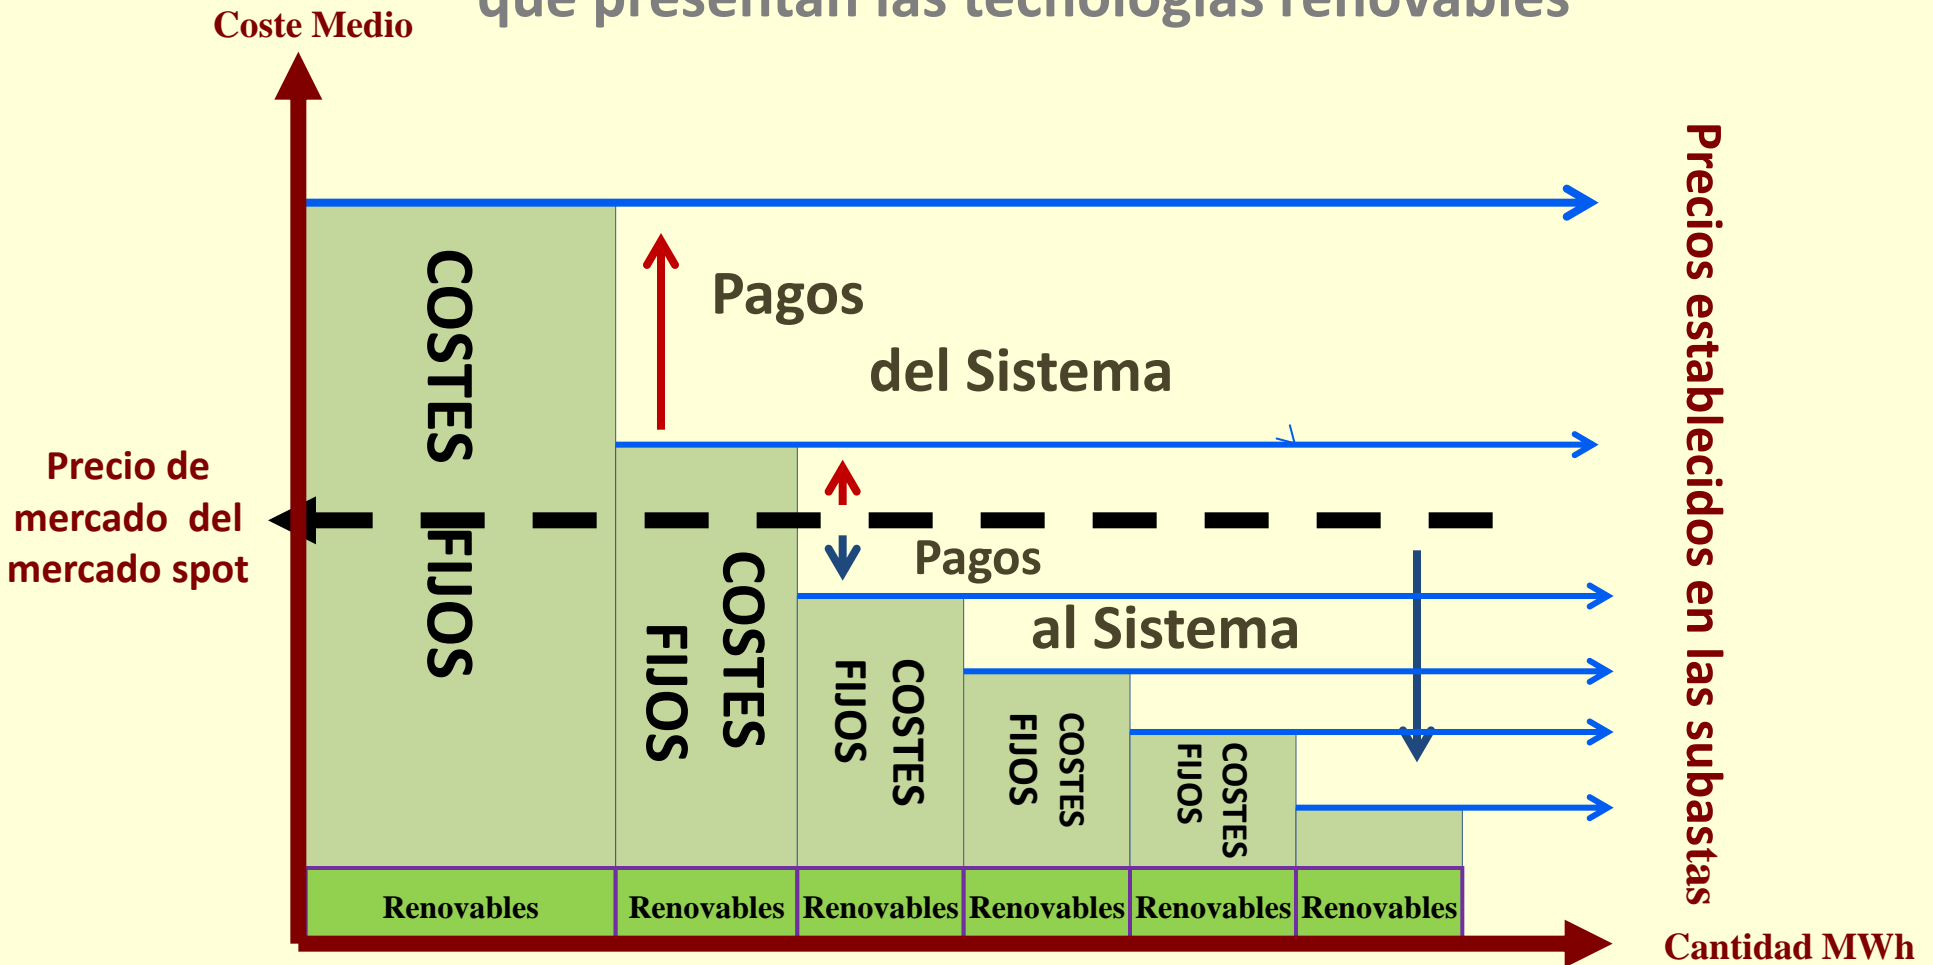 que presentan las tecnologías renovables
Coste Medio
Precios establecidos en las subastas
COSTES FIJOS
Pagos
del Sistema
Precio de
mercado del
mercado spot
COSTES
FIJOS
Pagos
al Sistema
COSTES
FIJOS
COSTES
FIJOS
COSTES
FIJOS
Renovables
Renovables
Renovables
Renovables
Renovables
Renovables
Cantidad MWh